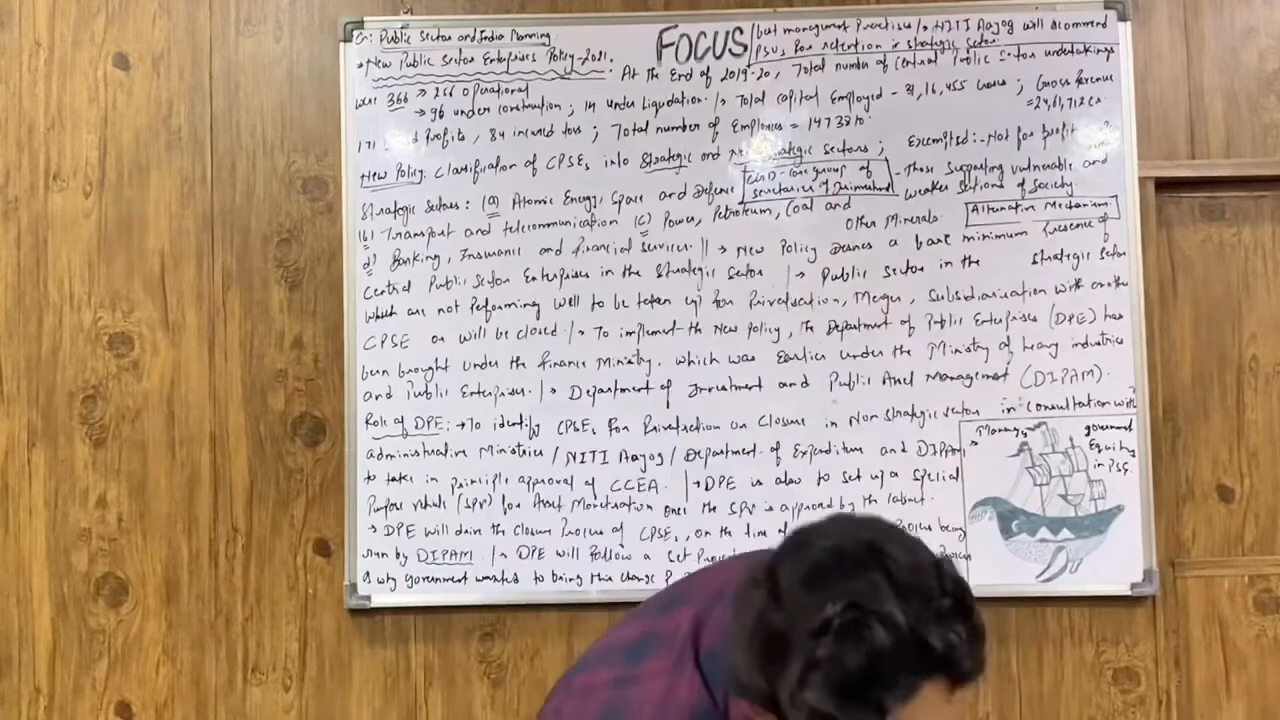 Ch: Public Sector and India Planning.
FOCUS
best management Practises NITI Aayog will recommend
PSUs for retention in strategic sector.
→ New Public Sector Enterprises Policy-2021.
At the End of 2019-20, Total number of Central Public Sector undertakings
were 366 → 256 operational
→ 96 under construction; 14 under Liquidation. Total capital Employed - 31,16,455 crores; Gross Revenue
= 24,61,712 Cr.
171 Profits, 84 incurred loss; Total number of Employees =
New Policy: Classification of CPSEs into Strategic and Non strategic Sectors; Excempted:- Not for profit
Core group of
Secretaries of
- Those supporting vulnerable and
weaker Sections of Society.
Strategic Sectors: (a) Atomic Energy, Space and Defence
(b) Transport and telecommunication (c) Power, Petroleum, Coal and Other Minerals.
Alternative Mechanism.
d) Banking, Insurance and financial services. || → New Policy Desires a bare minimum Presence of
Central Public Sector Enterprises in the Strategic Sector | → Public Sector in the strategic sector
which are not Performing well to be taken up for Privatisation, Merger, Subsidiarisation with another
CPSE or will be closed. | → To implement the New Policy, The Department of Public Enterprises (DPE) has
been brought under the finance Ministry, which was Earlier under the Ministry of heavy industries
and Public Enterprises. | → Department of Investment and Public Asset Management (DIPAM).
Role of DPE: → To identify CPSEs for Privatisation or Closure in Non strategic sector in consultation with
administrative Ministries / NITI Aayog / Department of Expenditure and DIPAM
to take in principle approval of CCEA. | → DPE is also to set up a Special
Purpose vehicle (SPV) for Asset Monetisation once the SPV is approved by the Cabinet.
→ DPE will drive the closure Process of CPSEs, on the line of Process being
run by DIPAM. | → DPE will follow a set
why government wants to bring this change
government
Equity
in PSE.